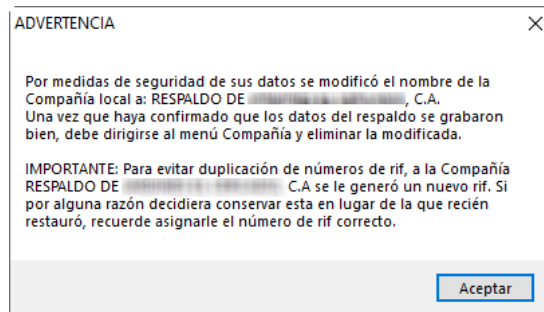 ADVERTENCIA
Por medidas de seguridad de sus datos se modificó el nombre de la
Compañía local a: RESPALDO DE , C.A.
Una vez que haya confirmado que los datos del respaldo se grabaron
bien, debe dirigirse al menú Compañía y eliminar la modificada.
IMPORTANTE: Para evitar duplicación de números de rif, a la Compañía
RESPALDO DE C.A se le generó un nuevo rif. Si
por alguna razón decidiera conservar esta en lugar de la que recién
restauró, recuerde asignarle el número de rif correcto.
Aceptar